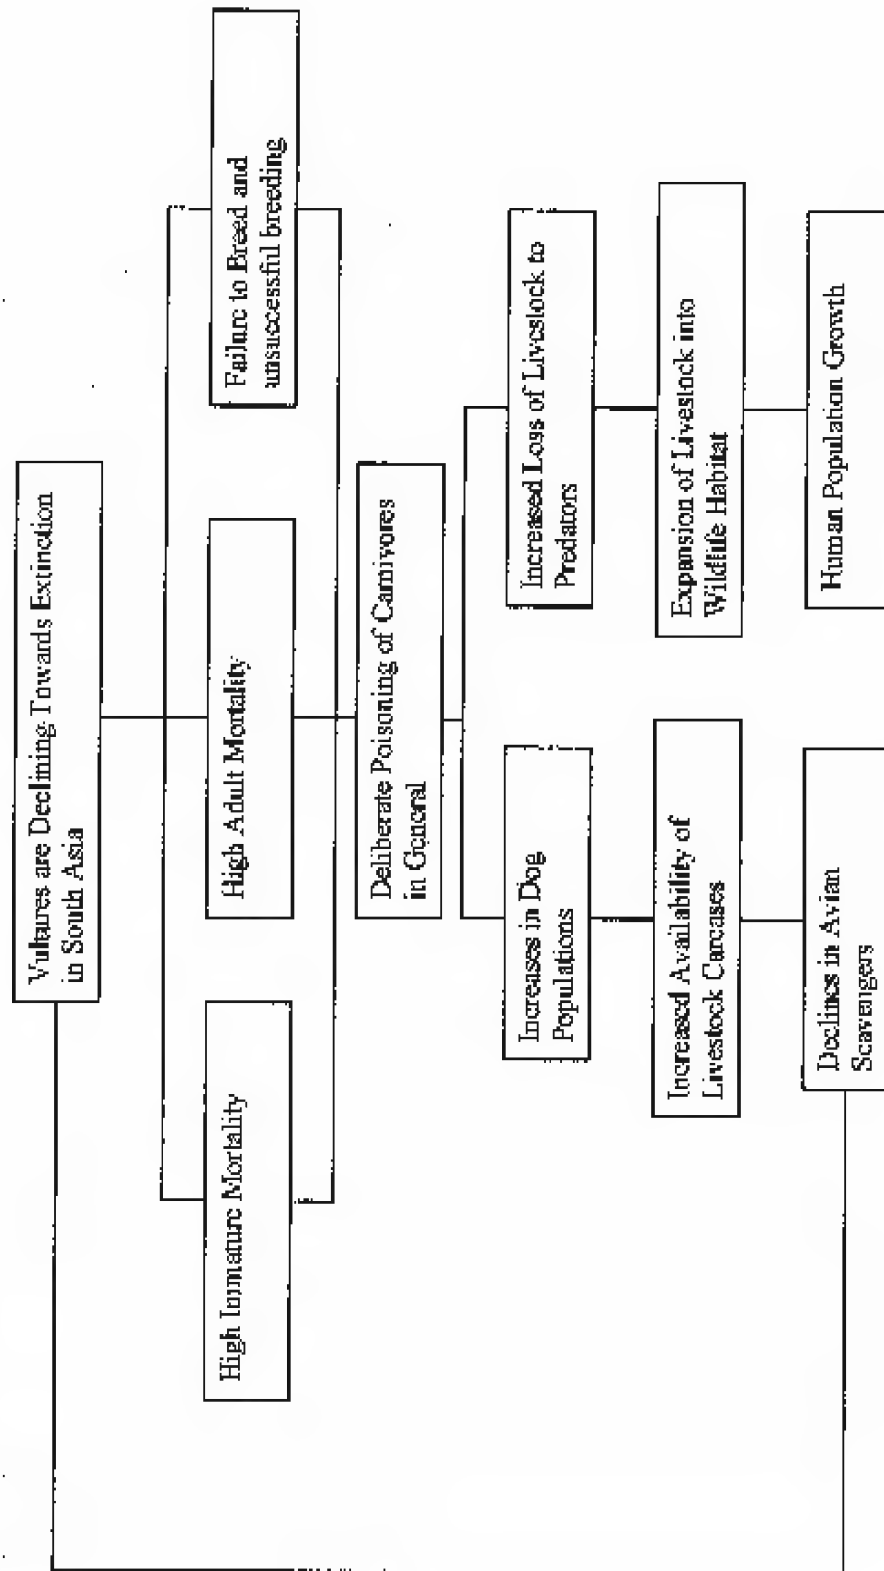 Vultures are Declining Towards Extinction
in South Asia
High Immature Mortality
High Adult Mortality
Failure to Breed and
unsuccessful breeding
Deliberate Poisoning of Carnivores
in General
Increases in Dog
Populations
Increased Loss of Livestock to
Predators
Increased Availability of
Livestock Carcases
Expansion of Livestock into
Wildlife Habitat
Declines in Avian
Scavengers
Human Population Growth